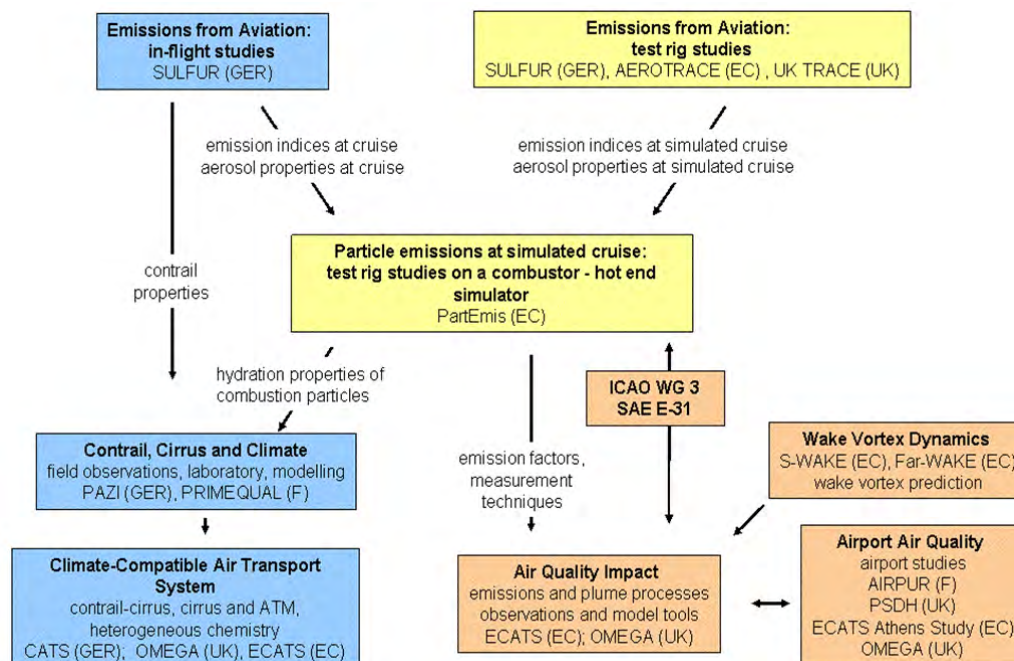 Emissions from Aviation:
in-flight studies
SULFUR (GER)
Emissions from Aviation:
test rig studies
SULFUR (GER), AEROTRACE (EC) , UK TRACE (UK)
emission indices at cruise
aerosol properties at cruise
emission indices at simulated cruise
aerosol properties at simulated cruise
contrail
properties
Particle emissions at simulated cruise:
test rig studies on a combustor - hot end
simulator
PartEmis (EC)
hydration properties of
combustion particles
ICAO WG 3
SAE E-31
Contrail, Cirrus and Climate
field observations, laboratory, modelling
PAZI (GER), PRIMEQUAL (F)
emission factors,
measurement
techniques
Wake Vortex Dynamics
S-WAKE (EC), Far-WAKE (EC)
wake vortex prediction
Climate-Compatible Air Transport
System
contrail-cirrus, cirrus and ATM,
heterogeneous chemistry
CATS (GER); OMEGA (UK), ECATS (EC)
Air Quality Impact
emissions and plume processes
observations and model tools
ECATS (EC); OMEGA (UK)
Airport Air Quality
airport studies
AIRPUR (F)
PSDH (UK)
ECATS Athens Study (EC)
OMEGA (UK)